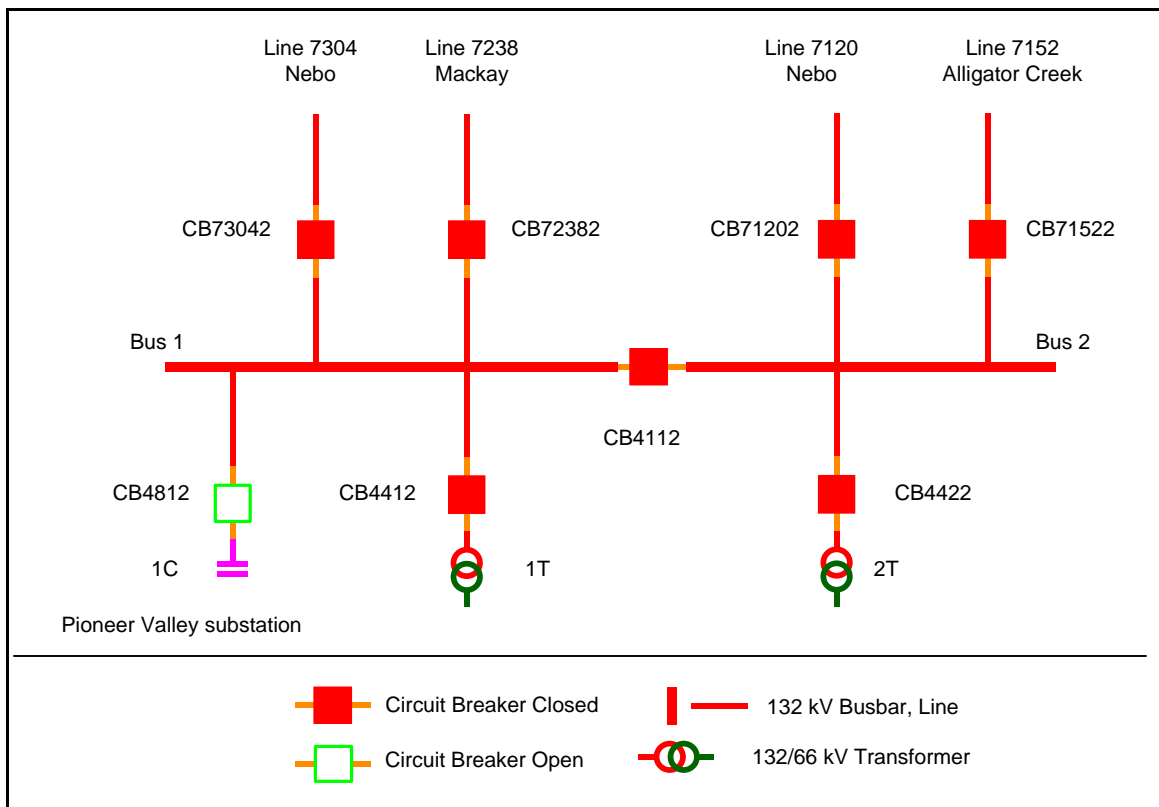 Line 7304
Nebo
Line 7238
Mackay
Line 7120
Nebo
Line 7152
Alligator Creek
CB73042
CB72382
CB71202
CB71522
Bus 1
Bus 2
CB4112
CB4812
CB4412
CB4422
1C
1T
2T
Pioneer Valley substation
Circuit Breaker Closed
132 kV Busbar, Line
Circuit Breaker Open
132/66 kV Transformer